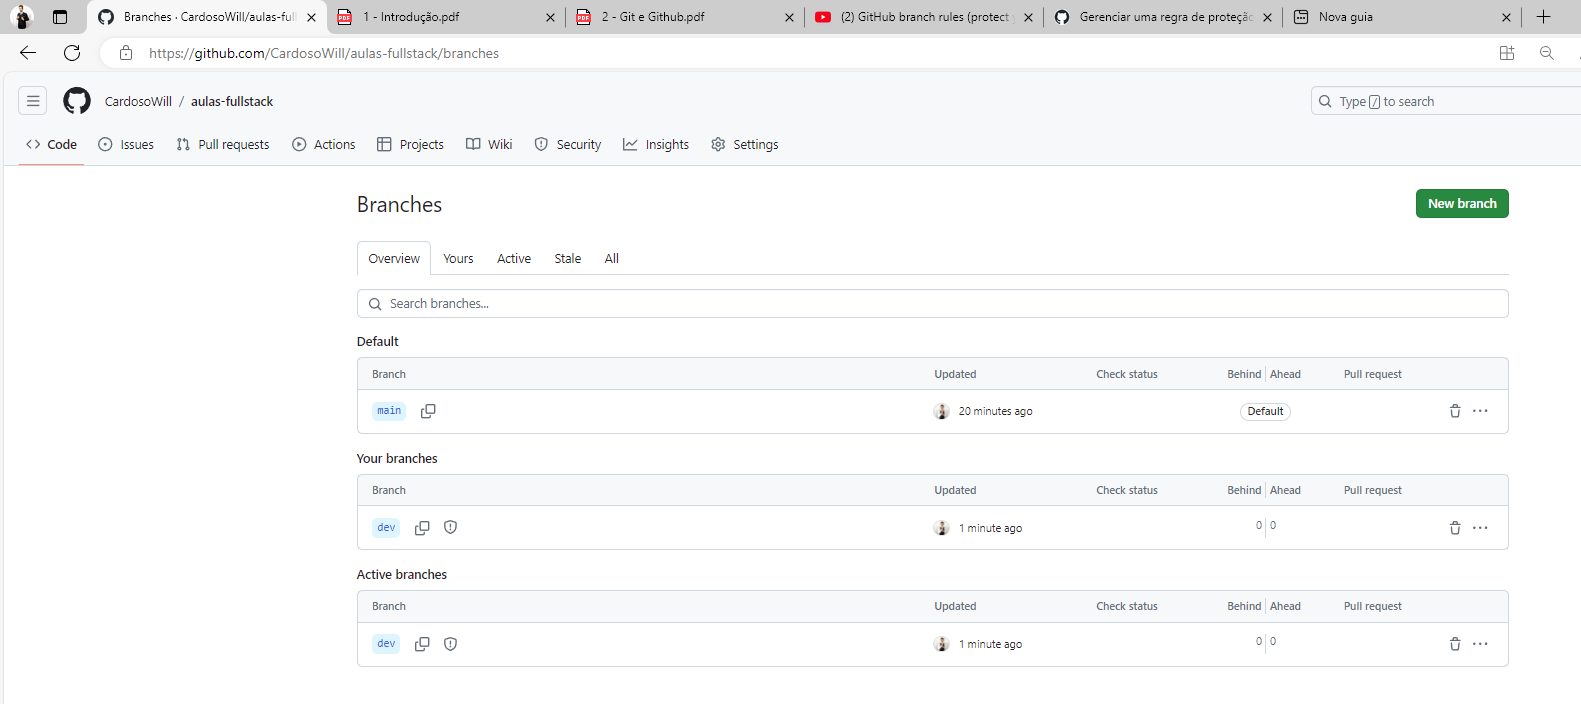 Branches · CardosoWill/aulas-full
1 - Introdução.pdf
2 - Git e Github.pdf
(2) GitHub branch rules (protect y
Gerenciar uma regra de proteção
Nova guia
https://github.com/CardosoWill/aulas-fullstack/branches
CardosoWill / aulas-fullstack
Type / to search
Code
Issues
Pull requests
Actions
Projects
Wiki
Security
Insights
Settings
Branches
New branch
Overview
Yours
Active
Stale
All
Search branches...
Default
Branch Updated Check status Behind Ahead Pull request
main 20 minutes ago Default
Your branches
Branch Updated Check status Behind Ahead Pull request
dev 1 minute ago 0 0
Active branches
Branch Updated Check status Behind Ahead Pull request
dev 1 minute ago 0 0